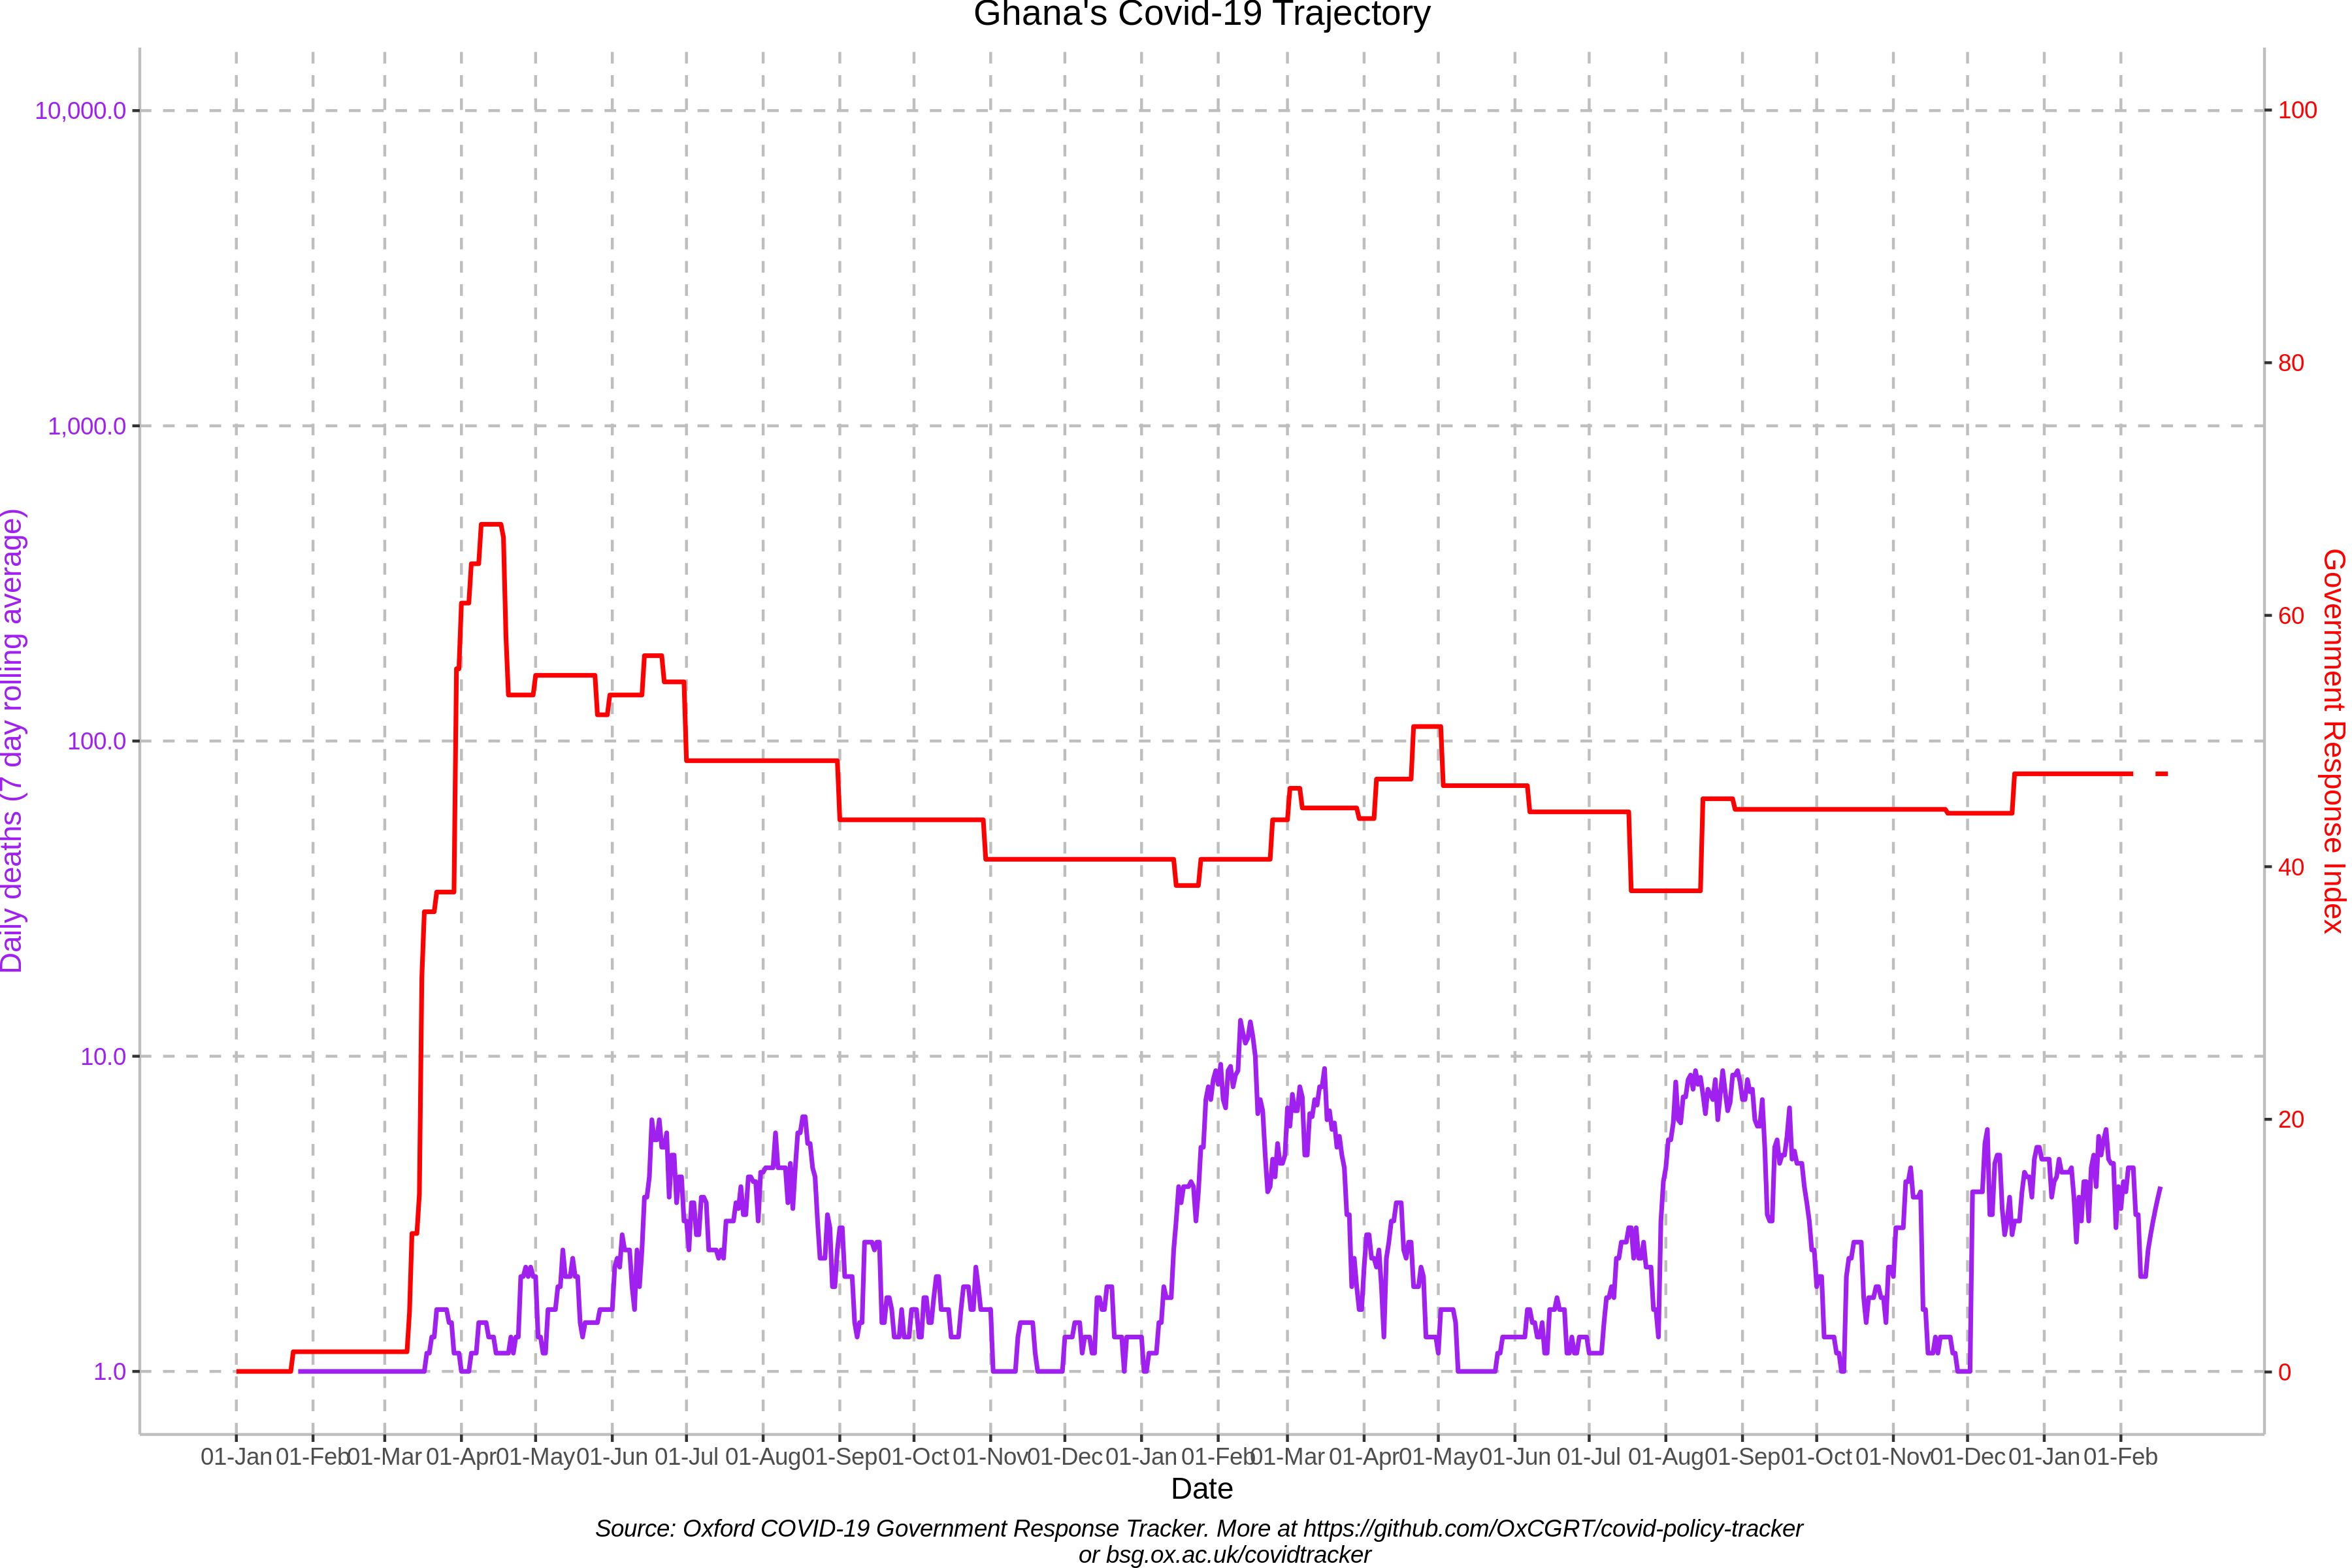 Ghana's Covid-19 Trajectory
10,000.0
1,000.0
100.0
10.0
1.0
Daily deaths (7 day rolling average)
100
80
60
40
20
0
Government Response Index
01-Jan 01-Feb 01-Mar 01-Apr 01-May 01-Jun 01-Jul 01-Aug 01-Sep 01-Oct 01-Nov 01-Dec 01-Jan 01-Feb 01-Mar 01-Apr 01-May 01-Jun 01-Jul 01-Aug 01-Sep 01-Oct 01-Nov 01-Dec 01-Jan 01-Feb
Date
Source: Oxford COVID-19 Government Response Tracker. More at https://github.com/OxCGRT/covid-policy-tracker
or bsg.ox.ac.uk/covidtracker